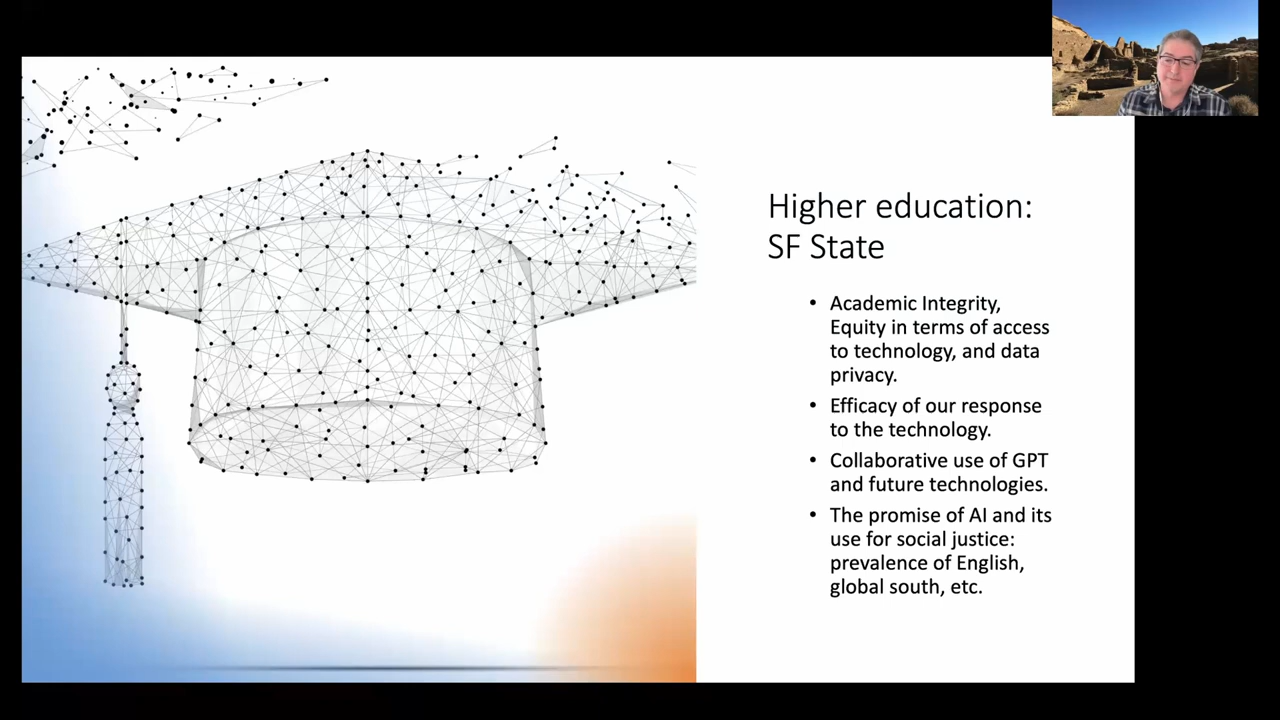 Higher education:
SF State
• Academic Integrity,
Equity in terms of access
to technology, and data
privacy.
• Efficacy of our response
to the technology.
• Collaborative use of GPT
and future technologies.
• The promise of AI and its
use for social justice:
prevalence of English,
global south, etc.